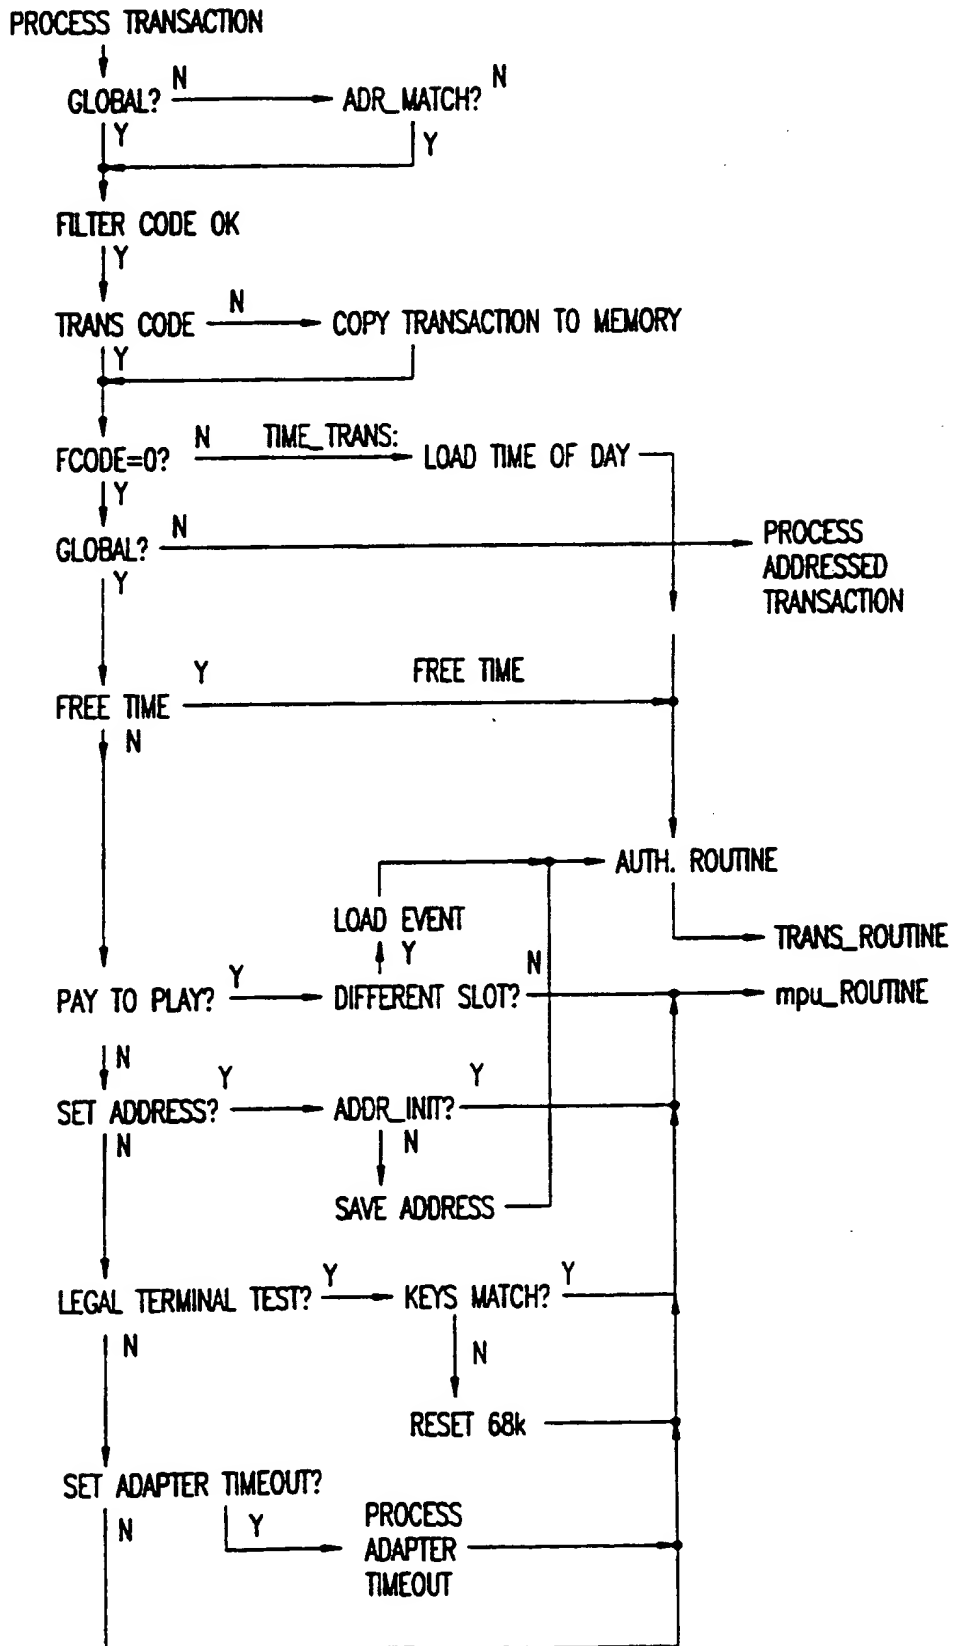 PROCESS TRANSACTION
GLOBAL? N ADR_MATCH? N
Y Y
FILTER CODE OK
Y
TRANS CODE N COPY TRANSACTION TO MEMORY
Y
FCODE=0? N TIME_TRANS: LOAD TIME OF DAY
Y
GLOBAL? N PROCESS
ADDRESSED
TRANSACTION
Y
FREE TIME Y FREE TIME
N
AUTH. ROUTINE
LOAD EVENT
TRANS_ROUTINE
Y
PAY TO PLAY? Y DIFFERENT SLOT? N mpu_ROUTINE
N
SET ADDRESS? Y ADDR_INIT? Y
N N
SAVE ADDRESS
LEGAL TERMINAL TEST? Y KEYS MATCH? Y
N N
RESET 68k
SET ADAPTER TIMEOUT?
N Y PROCESS
ADAPTER
TIMEOUT